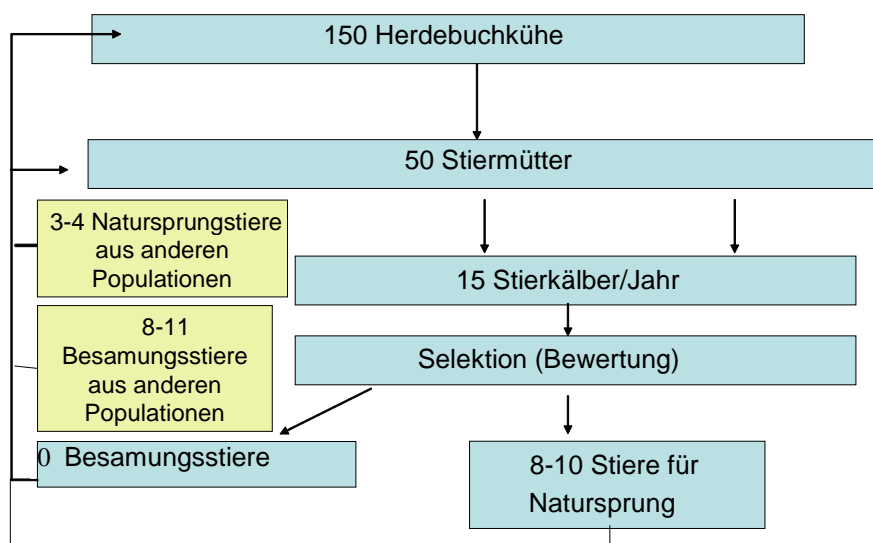 150 Herdebuchkühe
50 Stiermütter
3-4 Natursprungstiere
aus anderen
Populationen
15 Stierkälber/Jahr
8-11
Besamungsstiere
aus anderen
Populationen
Selektion (Bewertung)
0 Besamungsstiere
8-10 Stiere für
Natursprung